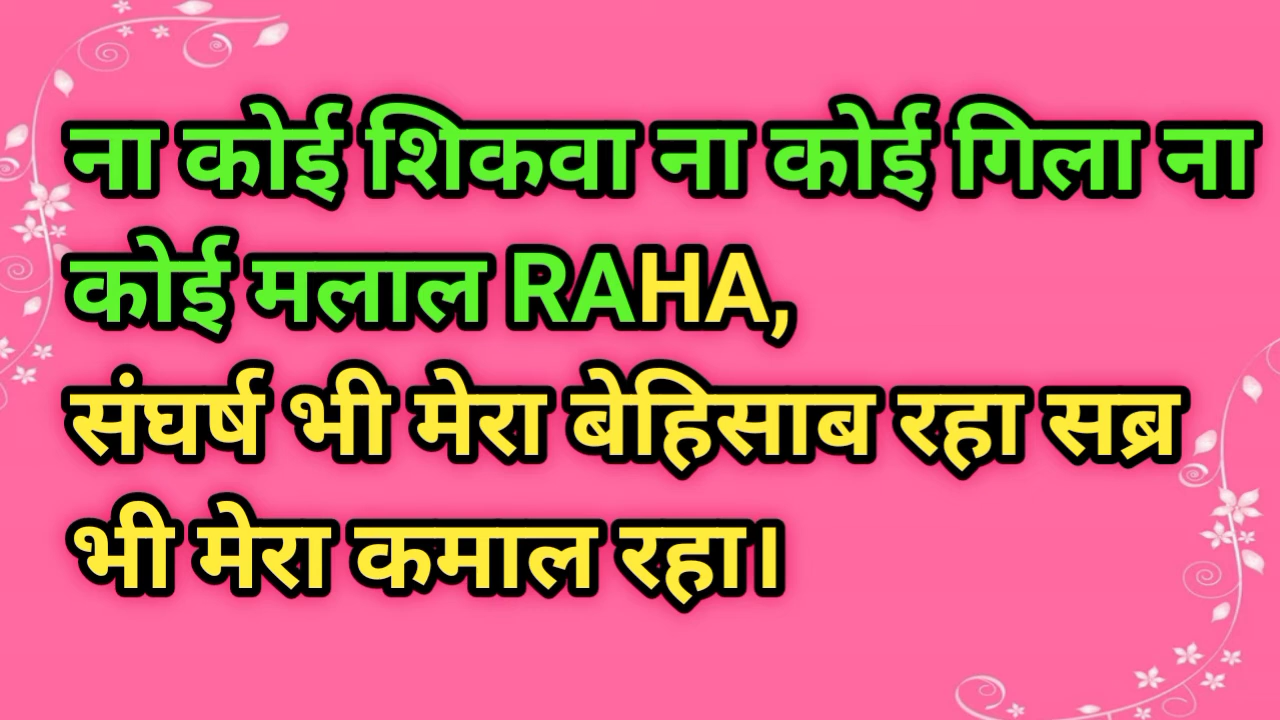 ना कोई शिकवा ना कोई गिला ना
कोई मलाल RAHA,
संघर्ष भी मेरा बेहिसाब रहा सब्र
भी मेरा कमाल रहा।